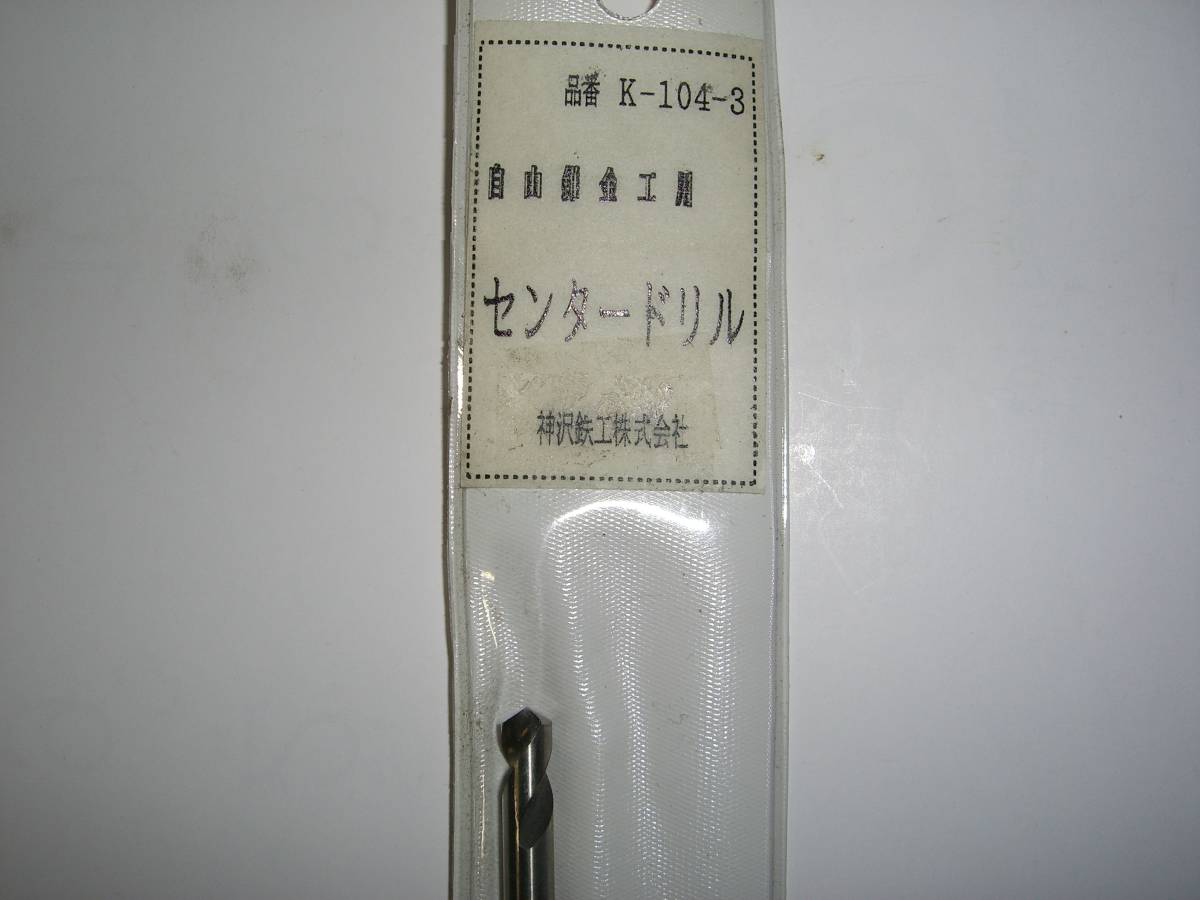 品番 K-104-3
自由錐金工用
センタードリル
神沢鉄工株式会社